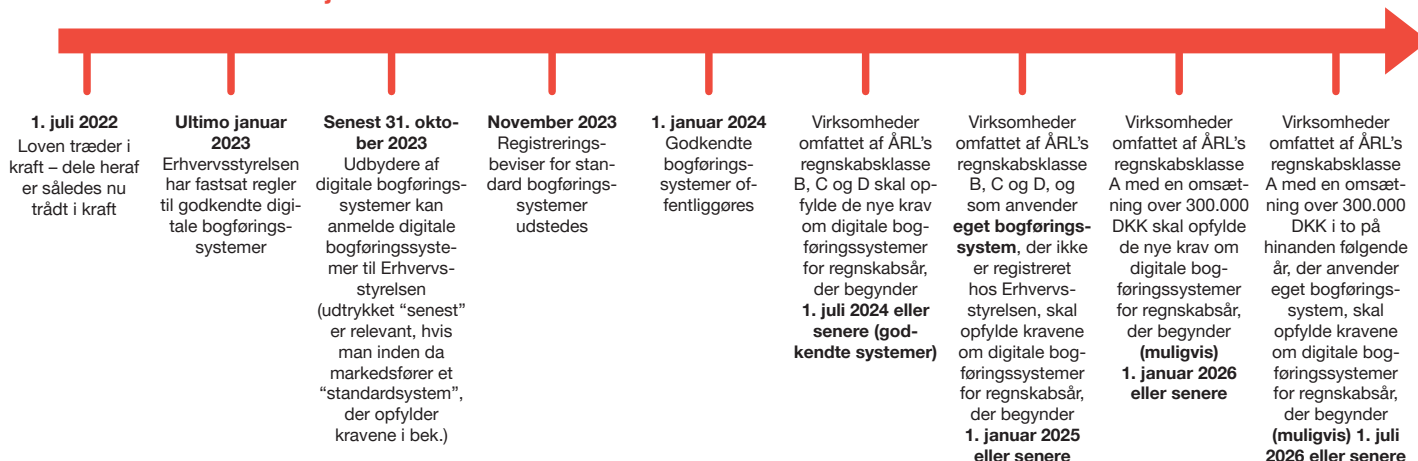 1. juli 2022
Loven træder i
kraft – dele heraf
er således nu
trådt i kraft
Ultimo januar
2023
Erhvervsstyrelsen
har fastsat regler
til godkendte digi-
tale bogførings-
systemer
Senest 31. okto-
ber 2023
Udbydere af
digitale bogførings-
systemer kan
anmelde digitale
bogføringssyste-
mer til Erhvervs-
styrelsen
(udtrykket “senest”
er relevant, hvis
man inden da
markedsfører et
“standardsystem”,
der opfylder
kravene i bek.)
November 2023
Registrerings-
beviser for stan-
dard bogførings-
systemer
udstedes
1. januar 2024
Godkendte
bogførings-
systemer of-
fentliggøres
Virksomheder
omfattet af ÅRL’s
regnskabsklasse
B, C og D skal op-
fylde de nye krav
om digitale bog-
føringssystemer
for regnskabsår,
der begynder
1. juli 2024 eller
senere (god-
kendte systemer)
Virksomheder
omfattet af ÅRL’s
regnskabsklasse
B, C og D, og
som anvender
eget bogførings-
system, der ikke
er registreret
hos Erhvervs-
styrelsen, skal
opfylde kravene
om digitale bog-
føringssystemer
for regnskabsår,
der begynder
1. januar 2025
eller senere
Virksomheder
omfattet af ÅRL’s
regnskabsklasse
A med en omsæt-
ning over 300.000
DKK skal opfylde
de nye krav om
digitale bog-
føringssystemer
for regnskabsår,
der begynder
(muligvis)
1. januar 2026
eller senere
Virksomheder
omfattet af ÅRL’s
regnskabsklasse
A med en omsæt-
ning over 300.000
DKK i to på
hinanden følgende
år, der anvender
eget bogførings-
system, skal
opfylde kravene
om digitale bog-
føringssystemer
for regnskabsår,
der begynder
(muligvis) 1. juli
2026 eller senere